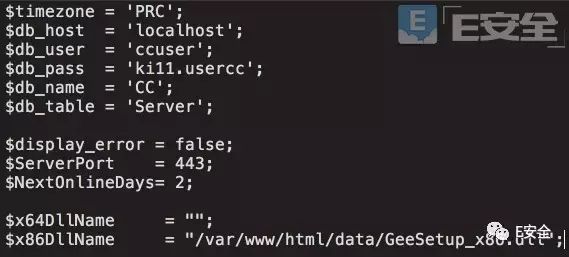 $timezone = 'PRC';
$db_host = 'localhost';
$db_user = 'ccuser';
$db_pass = 'ki11.usercc';
$db_name = 'CC';
$db_table = 'Server';
$display_error = false;
$ServerPort = 443;
$NextOnlineDays= 2;
$x64DllName = "";
$x86DllName = "/var/www/html/data/GeeSetup_x86.dll";
E安全
E安全